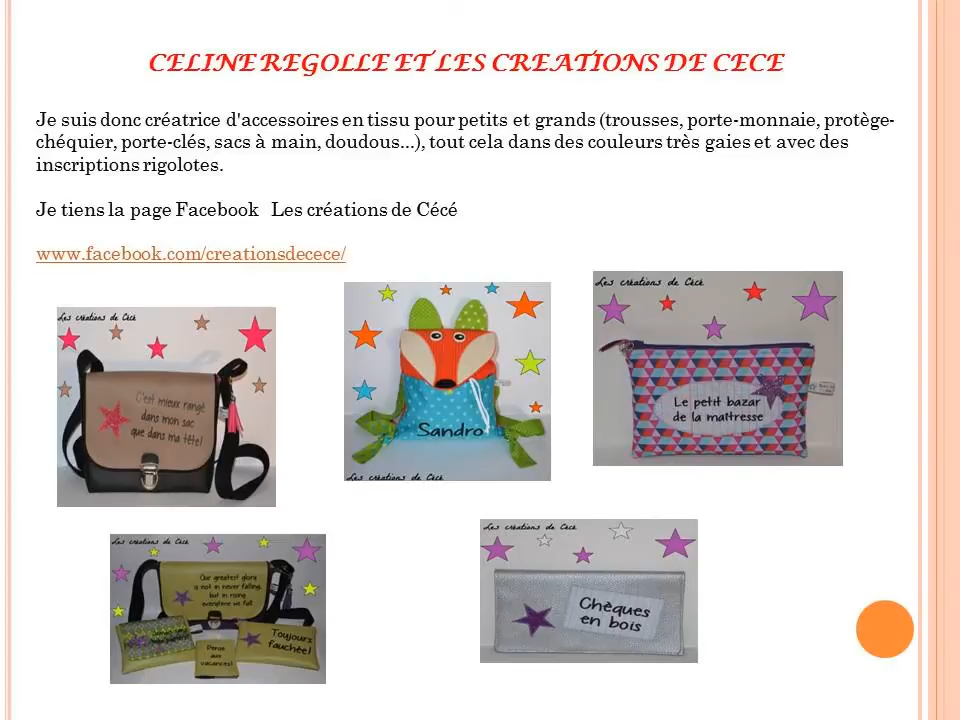 CELINE REGOLLE ET LES CREATIONS DE CECE
Je suis donc créatrice d'accessoires en tissu pour petits et grands (trousses, porte-monnaie, protège-
chéquier, porte-clés, sacs à main, doudous...), tout cela dans des couleurs très gaies et avec des
inscriptions rigolotes.
Je tiens la page Facebook Les créations de Cécé
www.facebook.com/creationsdecece/
Les créations de Cécé
C'est mieux rangé
dans mon sac
que dans ma tête!
Sandro
Les créations de Cécé
Les créations de Cécé
Le petit bazar
de la maîtresse
Les créations de Cécé
Our greatest glory
is not in never falling,
but in rising
everytime we fall
Pense
aux
vacances!
Toujours
fauchée!
Les créations de Cécé
Chèques
en bois